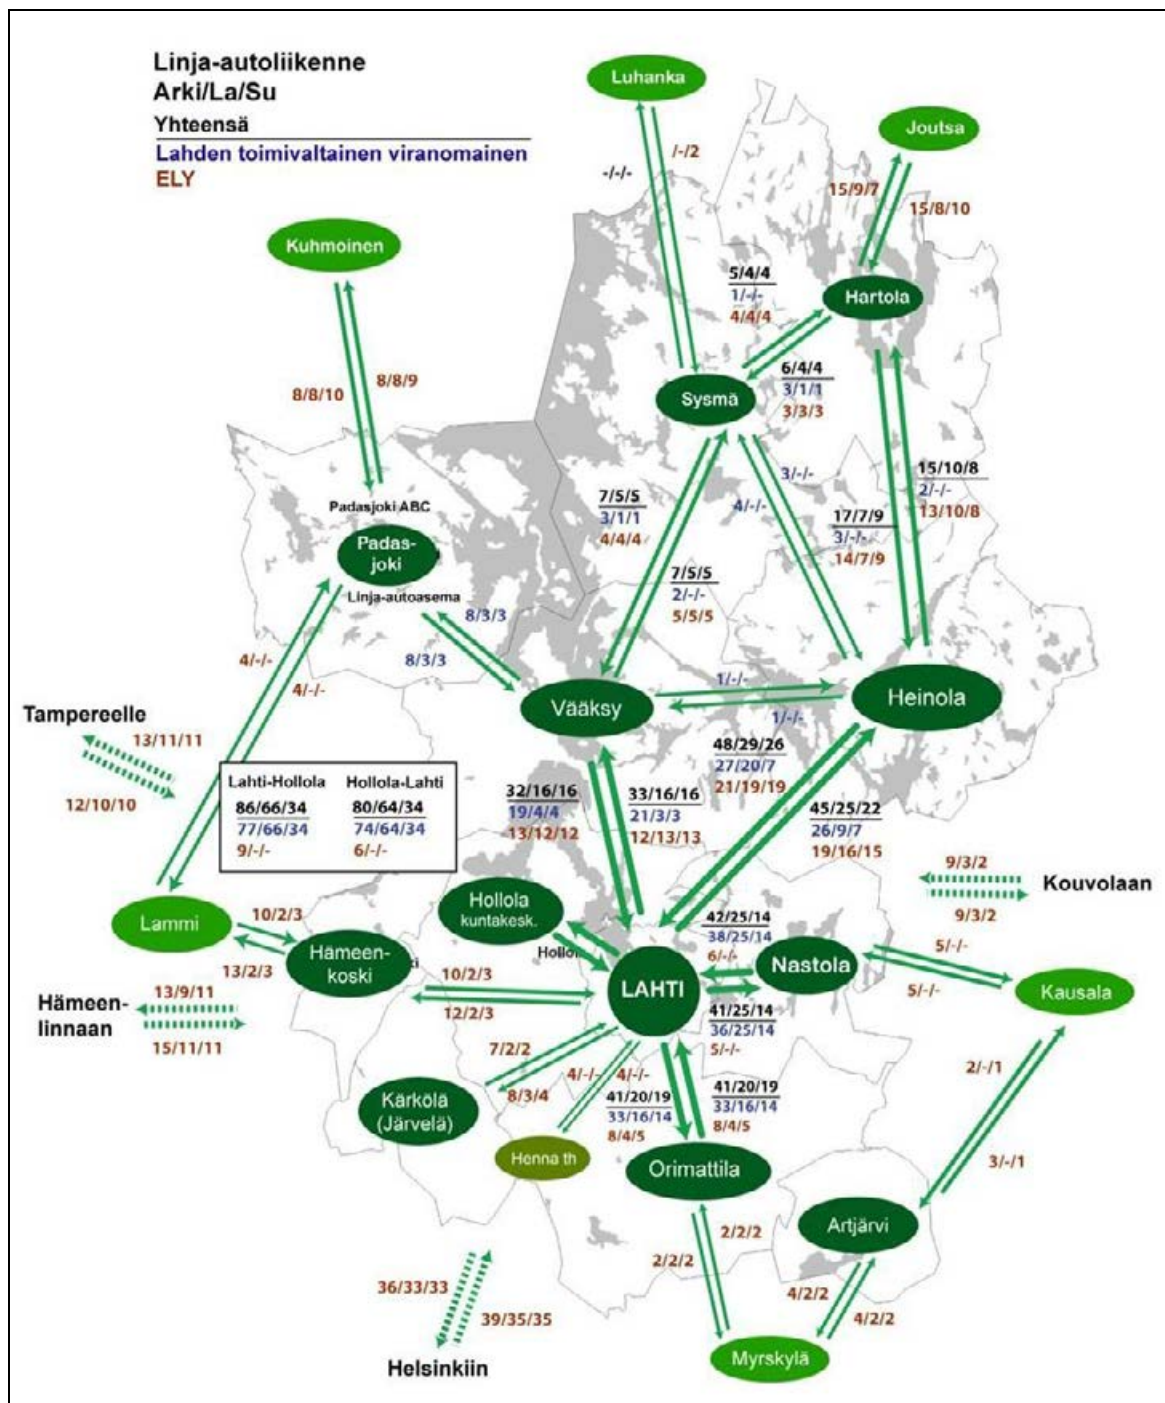 Linja-autoliikenne
Arki/La/Su
Yhteensä
Lahden toimivaltainen viranomainen
ELY
Luhanka
Joutsa
/-/2
-/-/-
15/9/7
15/8/10
Kuhmoinen
5/4/4
1/-/-
4/4/4
Hartola
8/8/10
8/8/9
Sysmä
6/4/4
3/1/1
3/3/3
Padasjoki ABC
Padas-
joki
Linja-autoasema
7/5/5
3/1/1
4/4/4
3/-/-
4/-/-
15/10/8
2/-/-
13/10/8
17/7/9
3/-/-
14/7/9
7/5/5
2/-/-
5/5/5
8/3/3
8/3/3
4/-/-
4/-/-
1/-/-
1/-/-
Vääksy
Heinola
Tampereelle
13/11/11
12/10/10
Lahti-Hollola
86/66/34
77/66/34
9/-/-
Hollola-Lahti
80/64/34
74/64/34
6/-/-
32/16/16
19/4/4
13/12/12
33/16/16
21/3/3
12/13/13
48/29/26
27/20/7
21/19/19
45/25/22
26/9/7
19/16/15
9/3/2
9/3/2
Kouvolaan
Lammi
10/2/3
13/2/3
Hollola
kuntakesk.
Hämeen-
koski
LAHTI
42/25/14
38/25/14
6/-/-
Nastola
5/-/-
5/-/-
Kausala
Hämeen-
linnaan
13/9/11
15/11/11
10/2/3
12/2/3
41/25/14
36/25/14
5/-/-
7/2/2
8/3/4
Kärkölä
(Järvelä)
4/-/-
4/-/-
Henna th
41/20/19
33/16/14
8/4/5
41/20/19
33/16/14
8/4/5
Orimattila
2/-/1
3/-/1
Artjärvi
2/2/2
2/2/2
4/2/2
4/2/2
Myrskylä
36/33/33
39/35/35
Helsinkiin